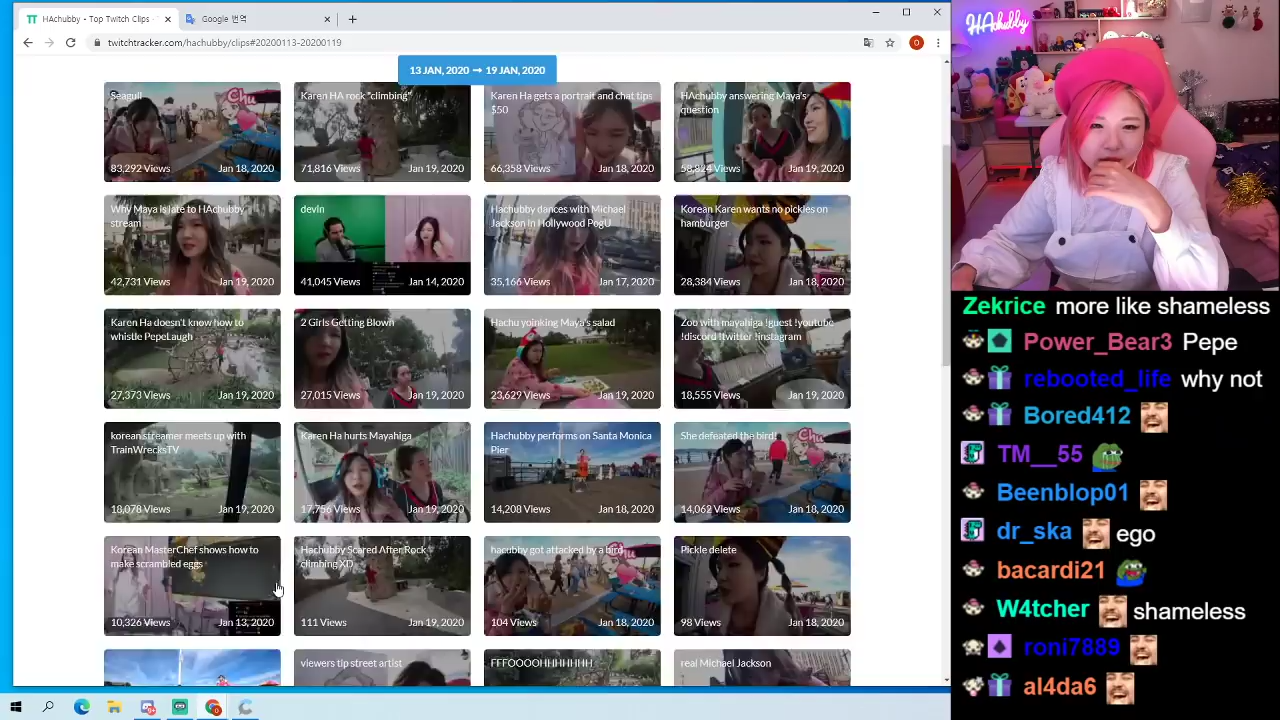 HAchubby • Top Twitch Clips -
Google 번역
twitchtracker.com/hachubby/clips#20200113-20200119
13 JAN, 2020 → 19 JAN, 2020
Seagull
83,292 Views Jan 18, 2020
Karen HA rock "climbing"
71,816 Views Jan 19, 2020
Karen Ha gets a portrait and chat tips
$50
66,358 Views Jan 18, 2020
HAchubby answering Maya's
question
58,824 Views Jan 19, 2020
Why Maya is late to HAchubby
stream
42,731 Views Jan 19, 2020
devin
41,045 Views Jan 14, 2020
Hachubby dances with Michael
Jackson in Hollywood PogU
35,166 Views Jan 17, 2020
Korean Karen wants no pickles on
hamburger
28,384 Views Jan 18, 2020
Karen Ha doesn't know how to
whistle PepeLaugh
27,373 Views Jan 19, 2020
2 Girls Getting Blown
27,015 Views Jan 19, 2020
Hachu yoinking Maya's salad
23,629 Views Jan 19, 2020
Zoo with mayahiga !guest !youtube
!discord !twitter !instagram
18,555 Views Jan 19, 2020
korean streamer meets up with
TrainWrecksTV
18,078 Views Jan 19, 2020
Karen Ha hurts Mayahiga
17,756 Views Jan 19, 2020
Hachubby performs on Santa Monica
Pier
14,208 Views Jan 18, 2020
She defeated the bird!
14,062 Views Jan 18, 2020
Korean MasterChef shows how to
make scrambled eggs
10,326 Views Jan 13, 2020
Hachubby Scared After Rock
climbing XD
111 Views Jan 19, 2020
hacubby got attacked by a bird
104 Views Jan 18, 2020
Pickle delete
98 Views Jan 18, 2020
viewers tip street artist
FFFOOOOHHHHHH
real Michael Jackson
Chu
Chu
HAchubby
Zekrice more like shameless
Power_Bear3 Pepe
rebooted_life why not
Bored412
TM__55
Beenblop01
dr_ska ego
bacardi21
W4tcher shameless
roni7889
al4da6